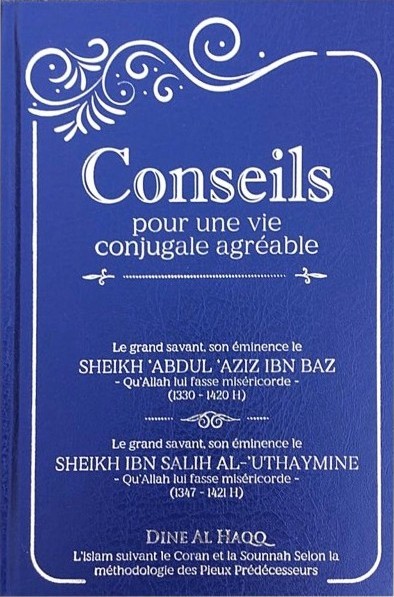 Conseils
pour une vie
conjugale agréable
Le grand savant, son éminence le
SHEIKH 'ABDUL 'AZIZ IBN BAZ
- Qu'Allah lui fasse miséricorde -
(1330 - 1420 H)
Le grand savant, son éminence le
SHEIKH IBN SALIH AL-'UTHAYMINE
- Qu'Allah lui fasse miséricorde -
(1347 - 1421 H)
DINE AL HAQQ
L'Islam suivant le Coran et la Sounnah Selon la
méthodologie des Pieux Prédécesseurs